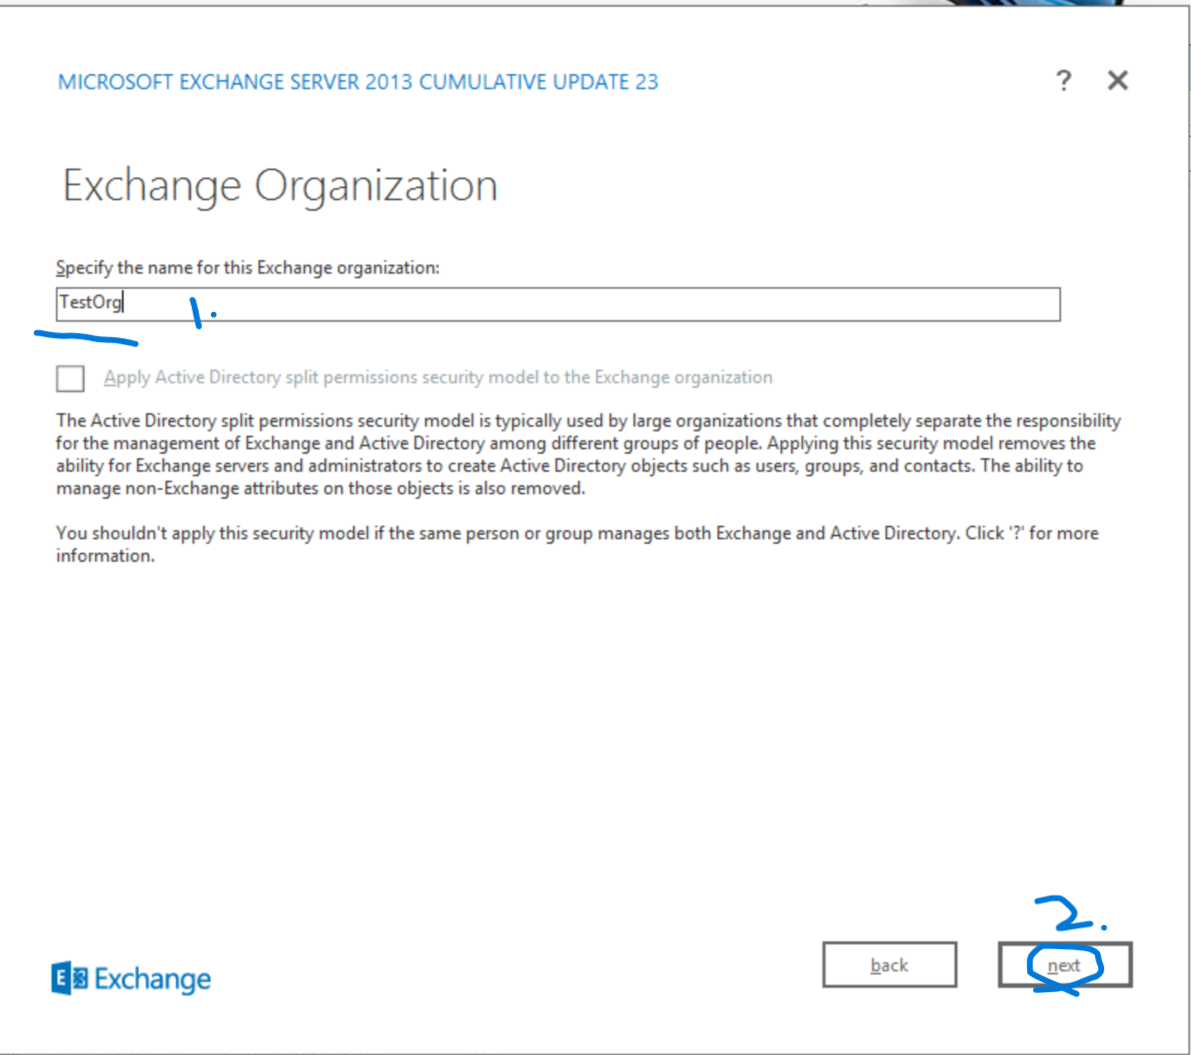 MICROSOFT EXCHANGE SERVER 2013 CUMULATIVE UPDATE 23
?
Exchange Organization
Specify the name for this Exchange organization:
TestOrg
1.
Apply Active Directory split permissions security model to the Exchange organization
The Active Directory split permissions security model is typically used by large organizations that completely separate the responsibility
for the management of Exchange and Active Directory among different groups of people. Applying this security model removes the
ability for Exchange servers and administrators to create Active Directory objects such as users, groups, and contacts. The ability to
manage non-Exchange attributes on those objects is also removed.
You shouldn't apply this security model if the same person or group manages both Exchange and Active Directory. Click '?' for more
information.
2.
back
next
E Exchange